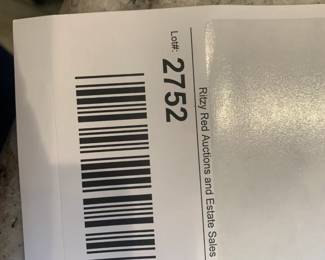 Ritzy Red Auctions and Estate Sales
Lot#: 2752